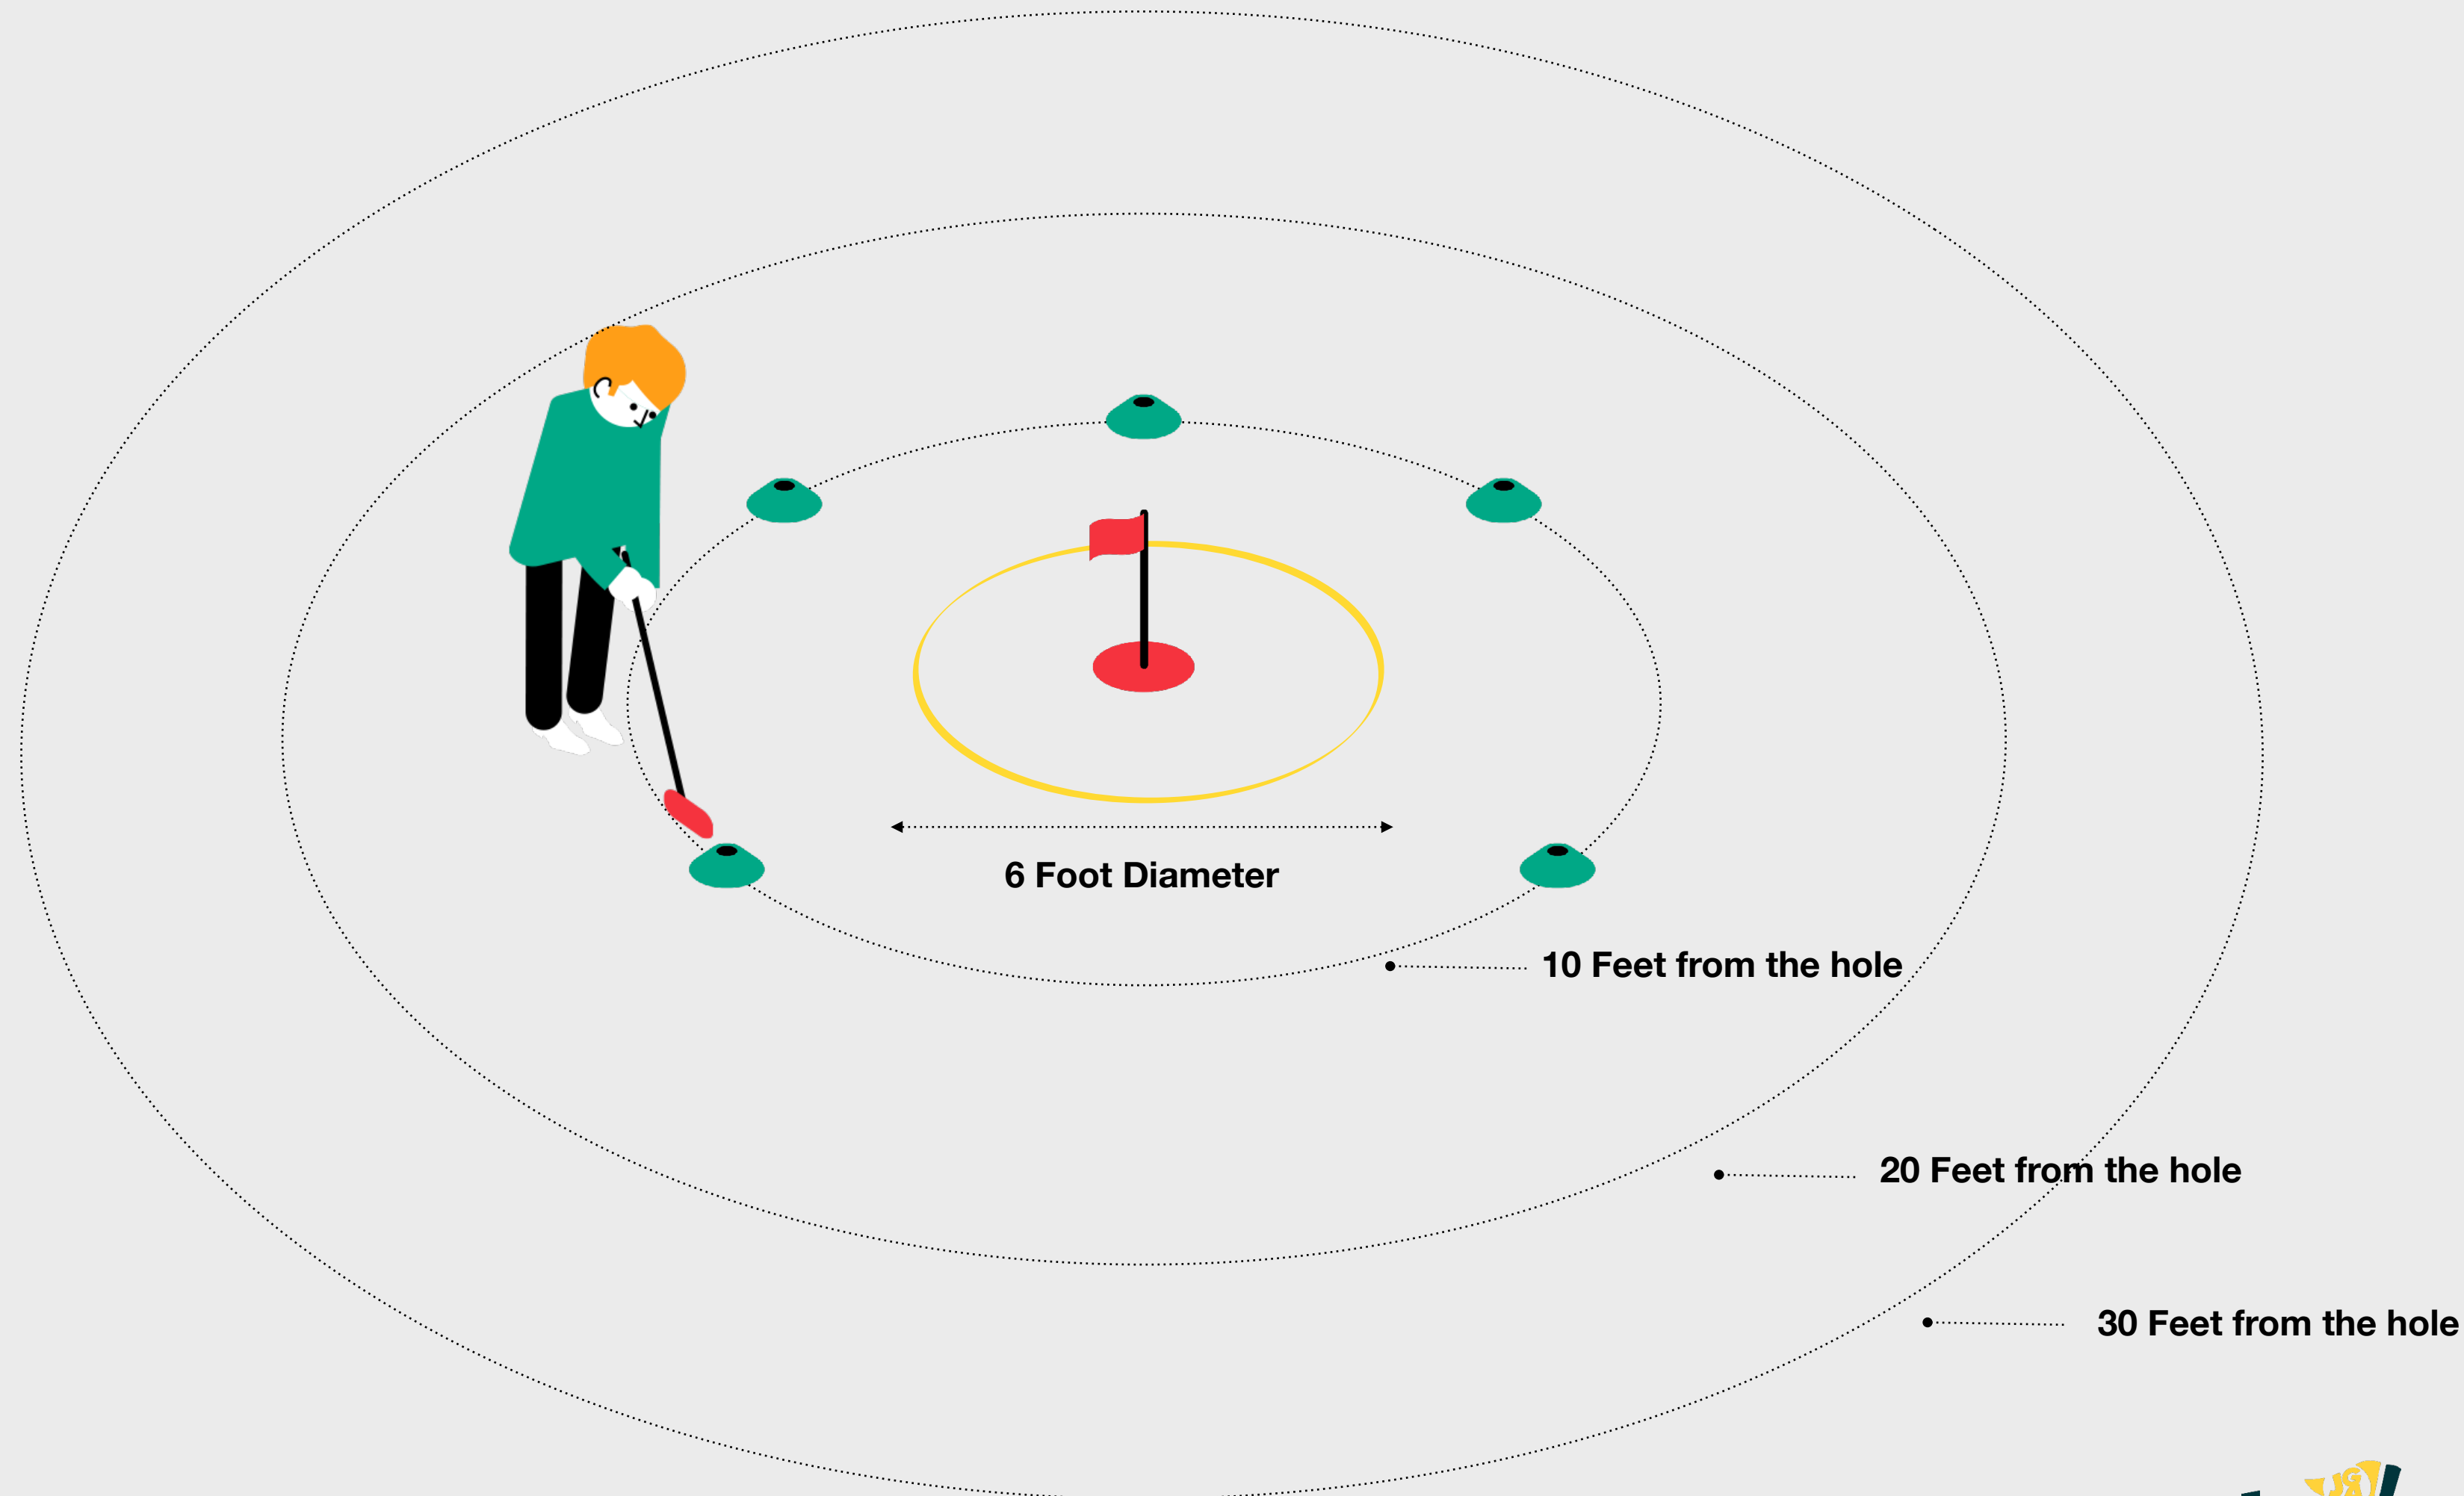 6 Foot Diameter
10 Feet from the hole
20 Feet from the hole
30 Feet from the hole